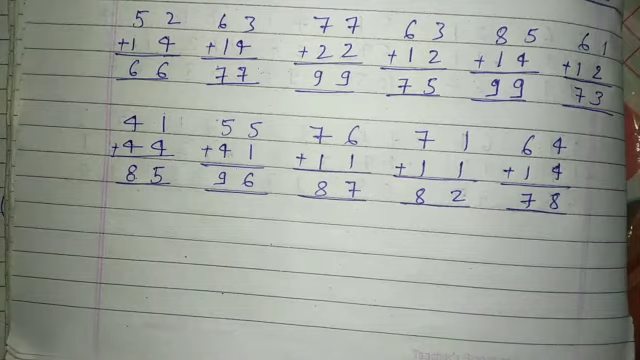 52 63 77 63 85 61
+14 +14 +22 +12 +14 +12
66 77 99 75 99 73
41 55 76 71 64
+44 +41 +11 +11 +14
85 96 87 82 78